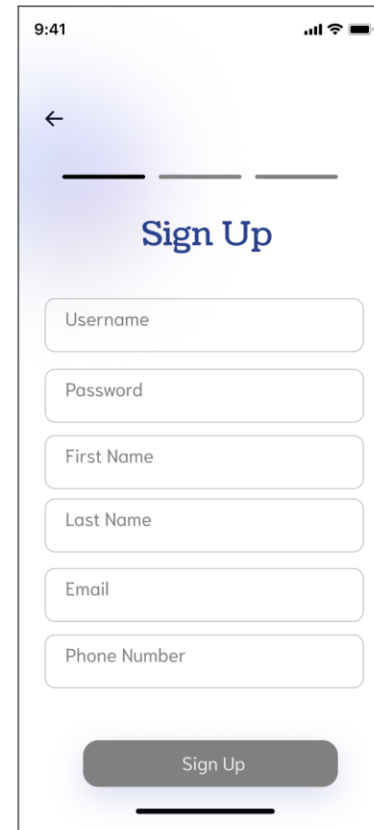 9:41
Sign Up
Username
Password
First Name
Last Name
Email
Phone Number
Sign Up